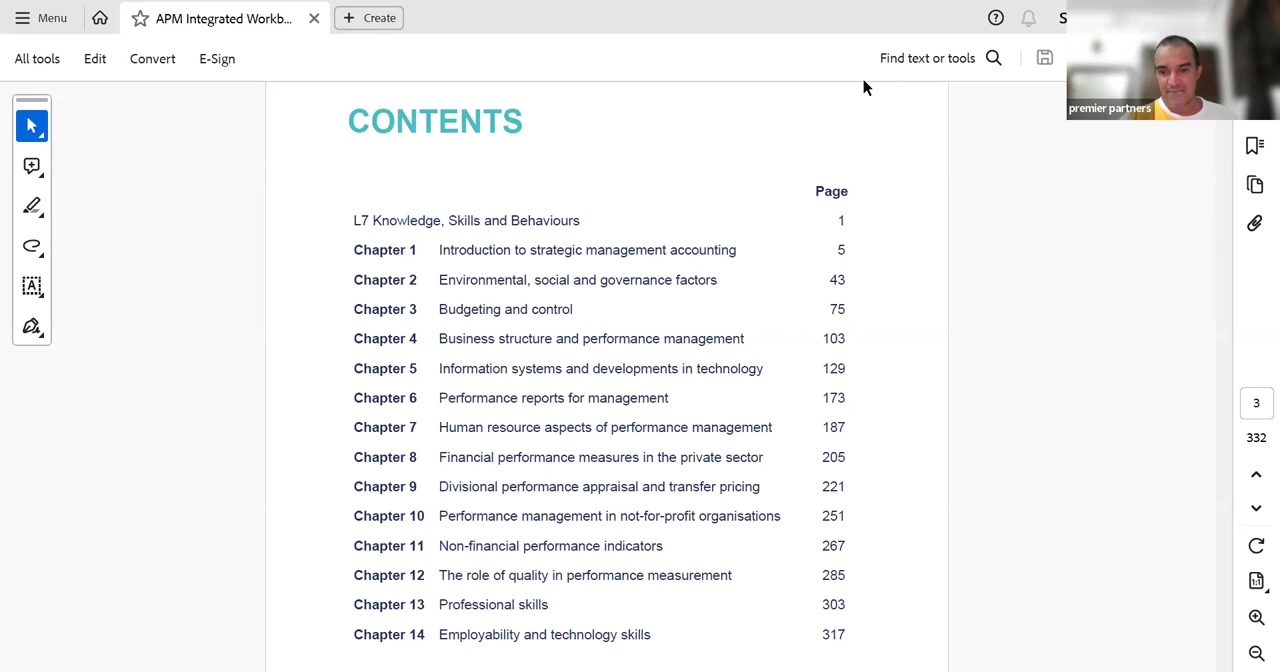 Menu
APM Integrated Workb...
Create
S
All tools
Edit
Convert
E-Sign
Find text or tools
premier partners
CONTENTS
Page
L7 Knowledge, Skills and Behaviours 1
Chapter 1 Introduction to strategic management accounting 5
Chapter 2 Environmental, social and governance factors 43
Chapter 3 Budgeting and control 75
Chapter 4 Business structure and performance management 103
Chapter 5 Information systems and developments in technology 129
Chapter 6 Performance reports for management 173
Chapter 7 Human resource aspects of performance management 187
Chapter 8 Financial performance measures in the private sector 205
Chapter 9 Divisional performance appraisal and transfer pricing 221
Chapter 10 Performance management in not-for-profit organisations 251
Chapter 11 Non-financial performance indicators 267
Chapter 12 The role of quality in performance measurement 285
Chapter 13 Professional skills 303
Chapter 14 Employability and technology skills 317
3
332